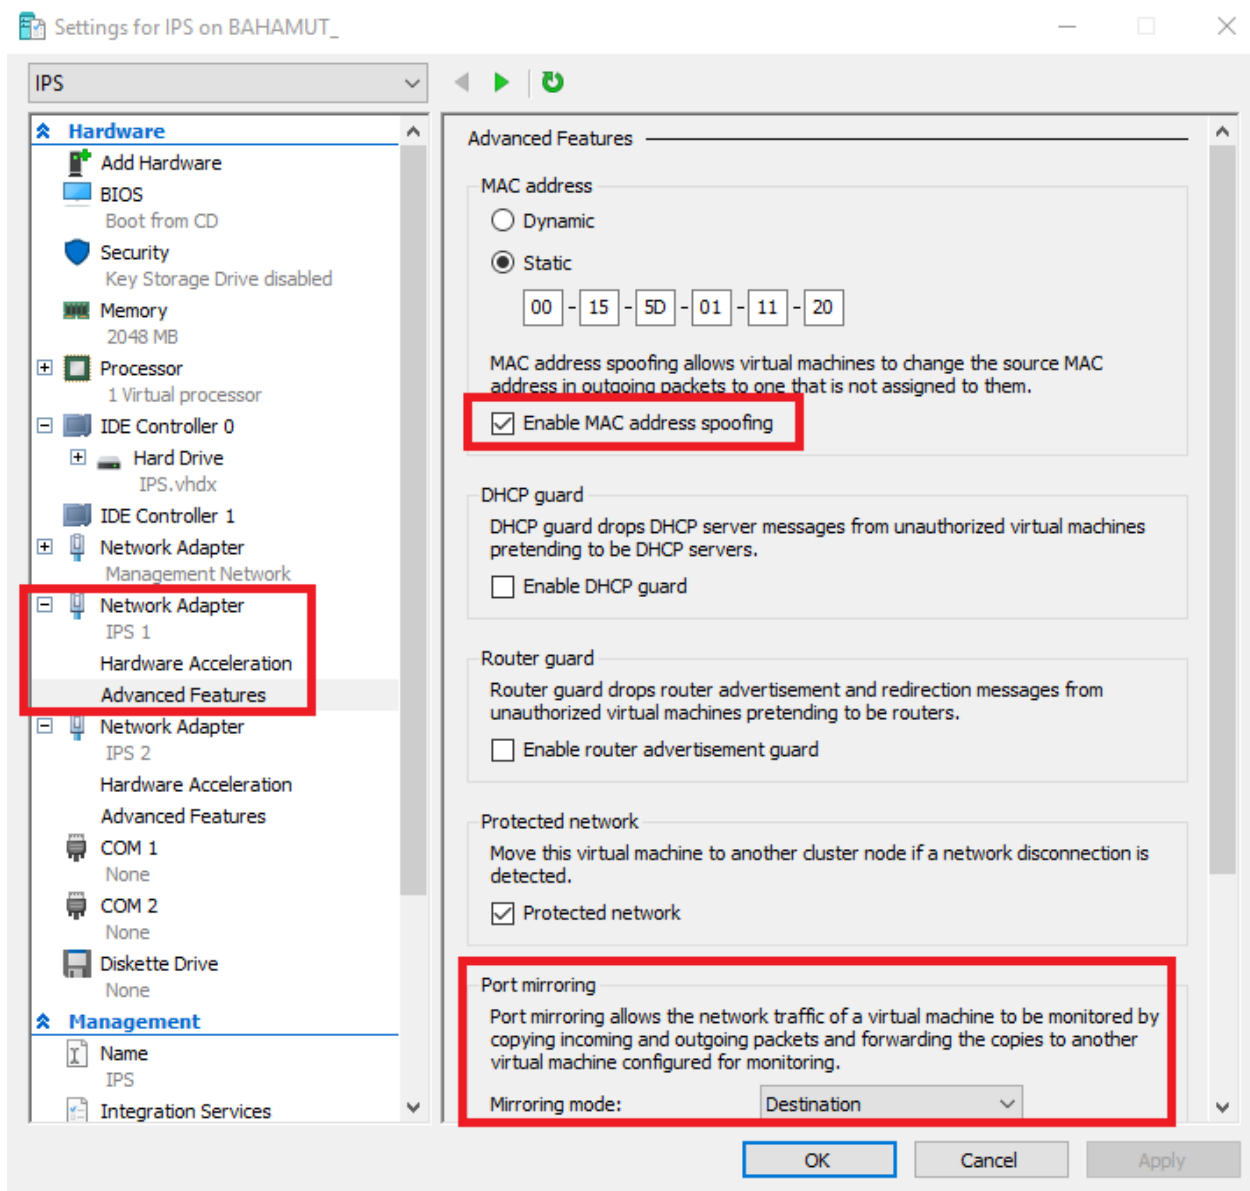 Settings for IPS on BAHAMUT_
IPS
Hardware
Add Hardware
BIOS
Boot from CD
Security
Key Storage Drive disabled
Memory
2048 MB
Processor
1 Virtual processor
IDE Controller 0
Hard Drive
IPS.vhdx
IDE Controller 1
Network Adapter
Management Network
Network Adapter
IPS 1
Hardware Acceleration
Advanced Features
Network Adapter
IPS 2
Hardware Acceleration
Advanced Features
COM 1
None
COM 2
None
Diskette Drive
None
Management
Name
IPS
Integration Services
Advanced Features
MAC address
Dynamic
Static
00 - 15 - 5D - 01 - 11 - 20
MAC address spoofing allows virtual machines to change the source MAC
address in outgoing packets to one that is not assigned to them.
Enable MAC address spoofing
DHCP guard
DHCP guard drops DHCP server messages from unauthorized virtual machines
pretending to be DHCP servers.
Enable DHCP guard
Router guard
Router guard drops router advertisement and redirection messages from
unauthorized virtual machines pretending to be routers.
Enable router advertisement guard
Protected network
Move this virtual machine to another cluster node if a network disconnection is
detected.
Protected network
Port mirroring
Port mirroring allows the network traffic of a virtual machine to be monitored by
copying incoming and outgoing packets and forwarding the copies to another
virtual machine configured for monitoring.
Mirroring mode: Destination
OK Cancel Apply